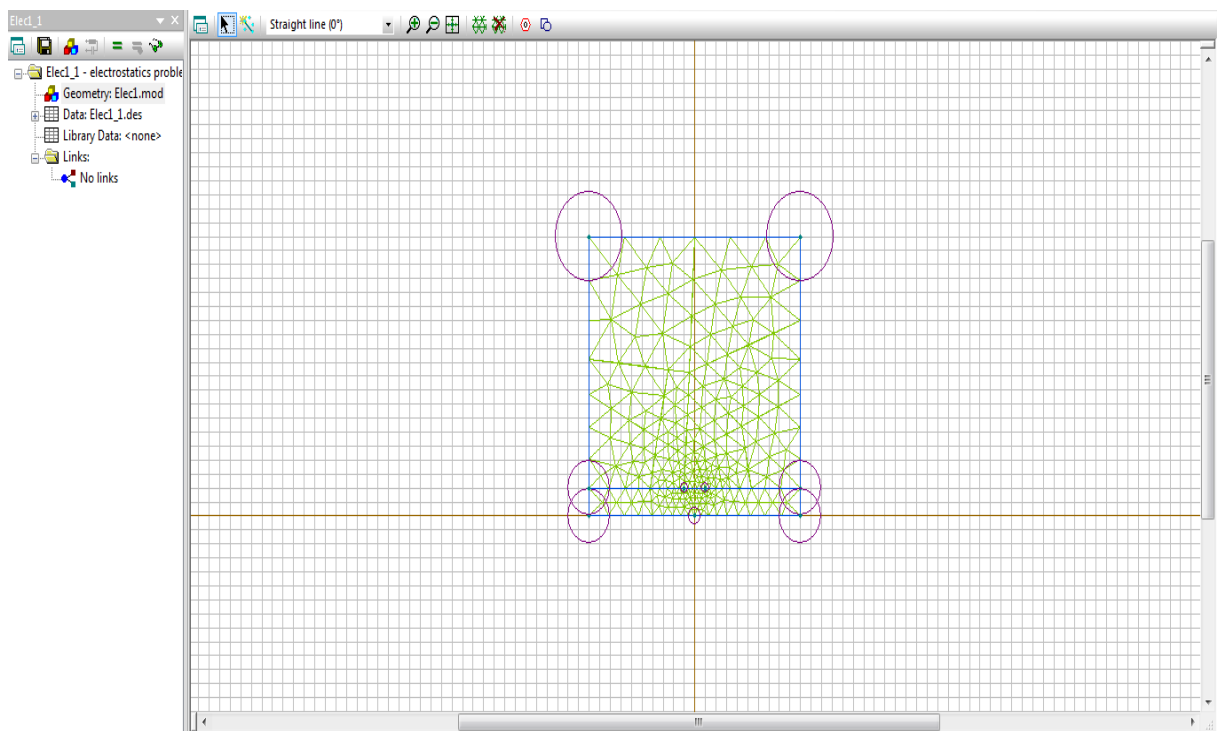 Elec1_1
Straight line (0°)
Elec1_1 - electrostatics proble
Geometry: Elec1.mod
Data: Elec1_1.des
Library Data: <none>
Links:
No links